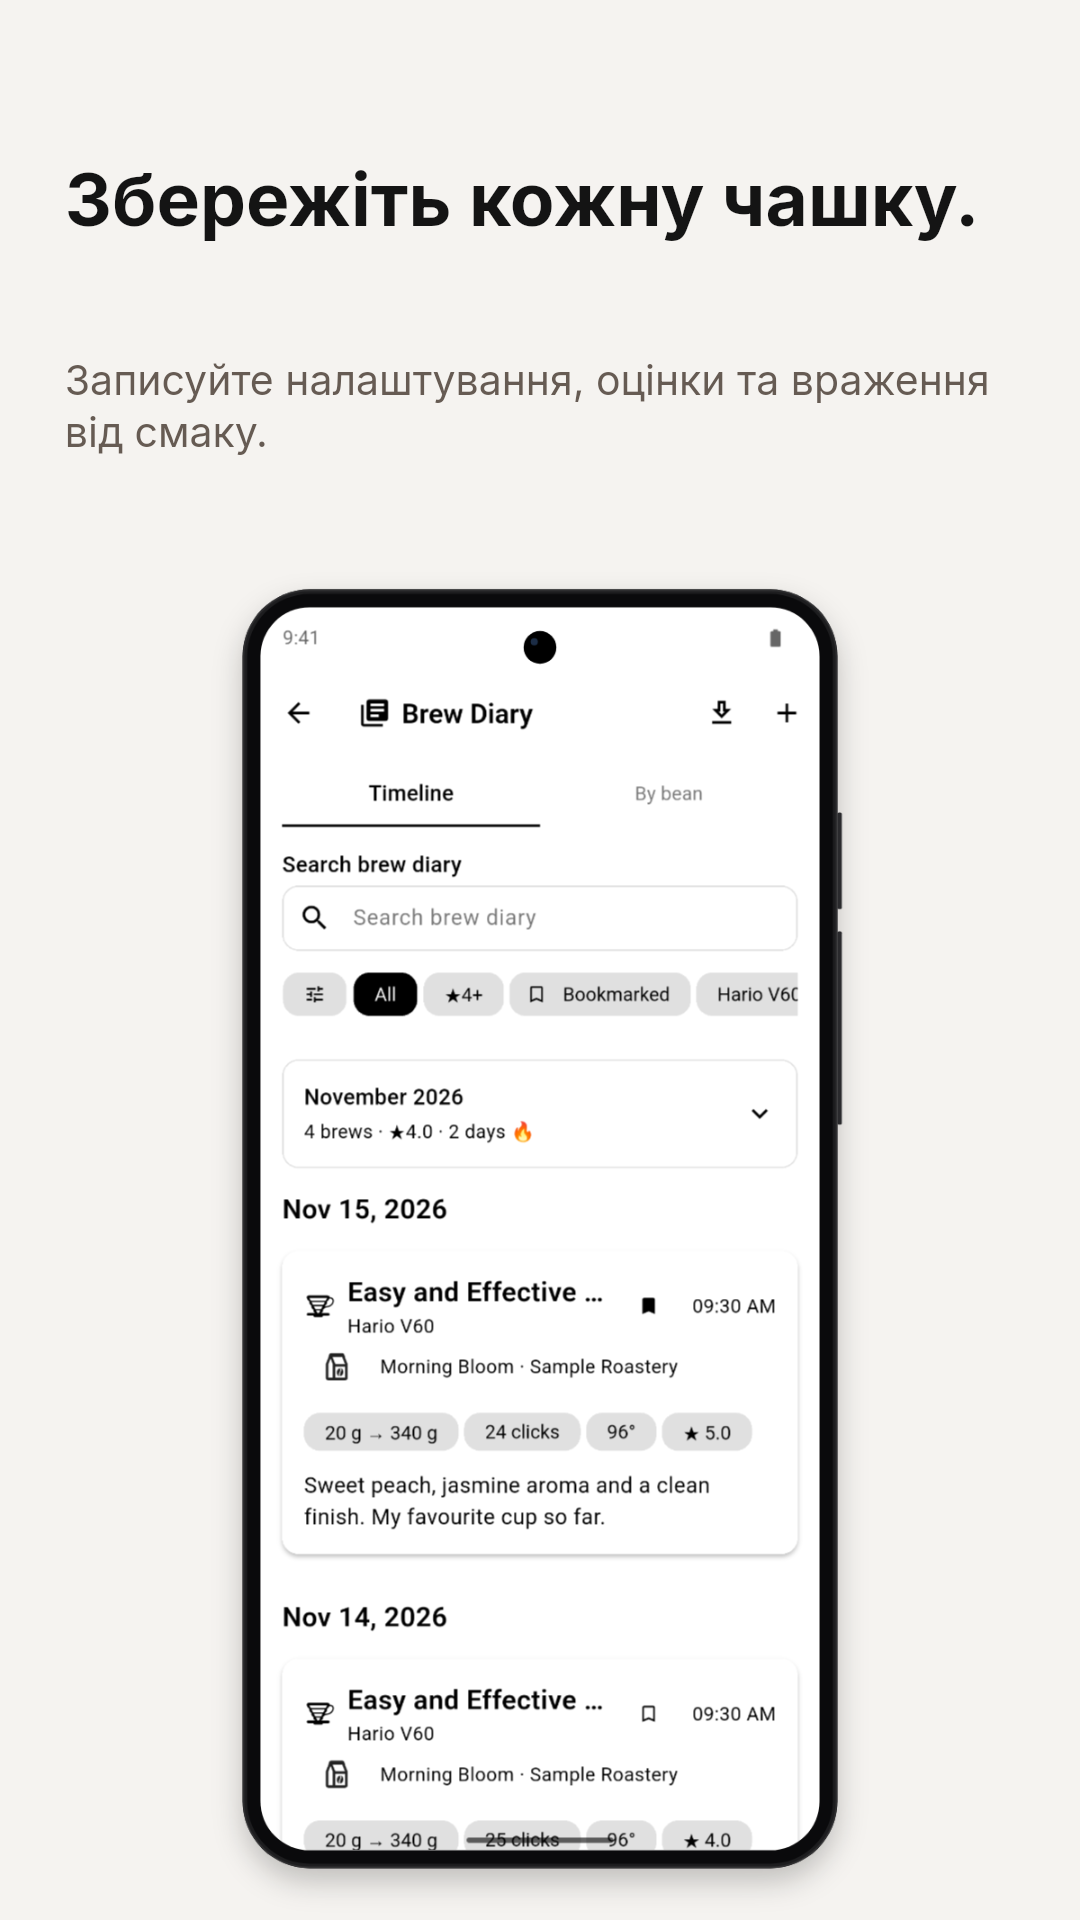 Збережіть кожну чашку.
Записуйте налаштування, оцінки та враження
від смаку.
9:41
Brew Diary
Timeline
By bean
Search brew diary
Search brew diary
All
★4+
Bookmarked
Hario V60
November 2026
4 brews · ★4.0 · 2 days 🔥
Nov 15, 2026
Easy and Effective ...
09:30 AM
Hario V60
Morning Bloom · Sample Roastery
20 g → 340 g
24 clicks
96°
★ 5.0
Sweet peach, jasmine aroma and a clean
finish. My favourite cup so far.
Nov 14, 2026
Easy and Effective ...
09:30 AM
Hario V60
Morning Bloom · Sample Roastery
20 g → 340 g
25 clicks
96°
★ 4.0